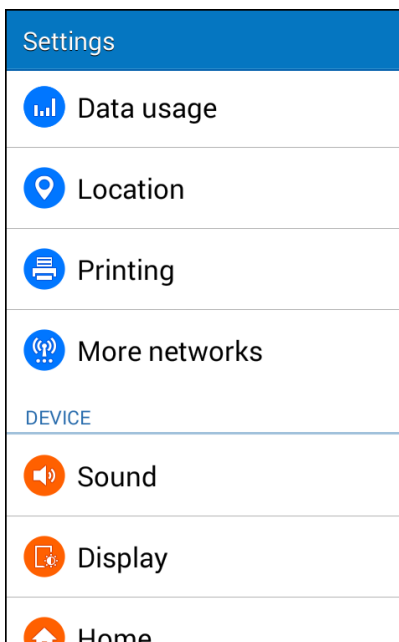 Settings
Data usage
Location
Printing
More networks
DEVICE
Sound
Display
Home